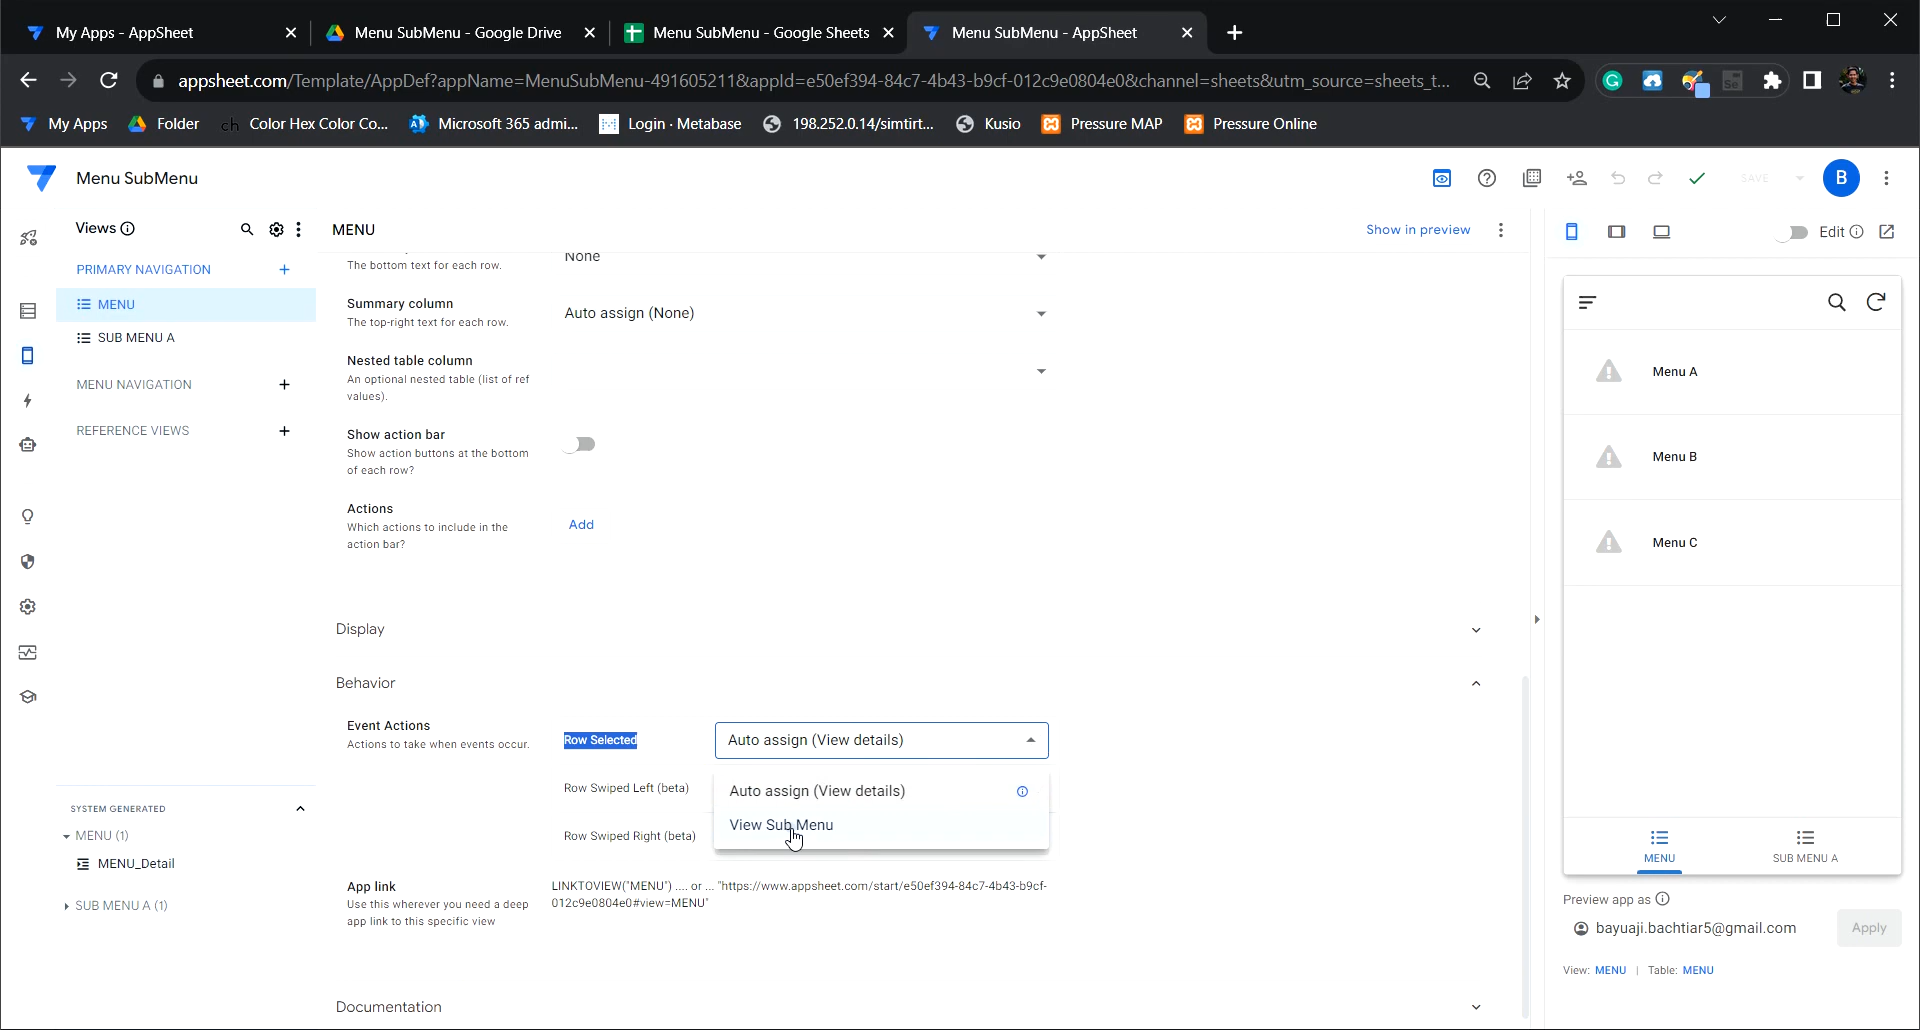 My Apps - AppSheet
Menu SubMenu - Google Drive
Menu SubMenu - Google Sheets
Menu SubMenu - AppSheet
appsheet.com/Template/AppDef?appName=MenuSubMenu-491605211&appId=e50ef394-84c7-4b43-b9cf-012c9e0804e0&channel=sheets&utm_source=sheets_t...
My Apps
Folder
ch Color Hex Color Co...
Microsoft 365 admi...
Login · Metabase
198.252.0.14/simtirt...
Kusio
Pressure MAP
Pressure Online
Menu SubMenu
SAVE
B
Views
PRIMARY NAVIGATION
MENU
SUB MENU A
MENU NAVIGATION
REFERENCE VIEWS
SYSTEM GENERATED
MENU (1)
MENU_Detail
SUB MENU A (1)
MENU
Show in preview
The bottom text for each row.
None
Summary column
The top-right text for each row.
Auto assign (None)
Nested table column
An optional nested table (list of ref
values).
Show action bar
Show action buttons at the bottom
of each row?
Actions
Which actions to include in the
action bar?
Add
Display
Behavior
Event Actions
Actions to take when events occur.
Row Selected
Auto assign (View details)
Row Swiped Left (beta)
Auto assign (View details)
View Sub Menu
Row Swiped Right (beta)
App link
Use this wherever you need a deep
app link to this specific view
LINKTOVIEW("MENU") .... or ... "https://www.appsheet.com/start/e50ef394-84c7-4b43-b9cf-
012c9e0804e0#view=MENU"
Documentation
Edit
Menu A
Menu B
Menu C
MENU
SUB MENU A
Preview app as
bayuaji.bachtiar5@gmail.com
Apply
View: MENU | Table: MENU